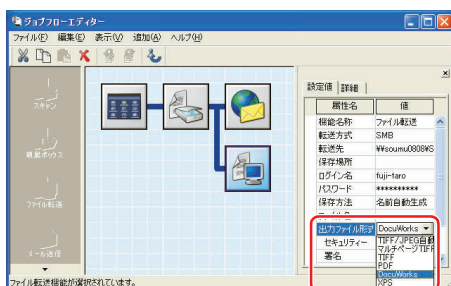 ジョブフローエディター
ファイル(F) 編集(E) 表示(V) 追加(A) ヘルプ(H)
スキャン
親展ボックス
ファイル転送
メール送信
設定値 詳細
属性名 値
機能名称 ファイル転送
転送方式 SMB
転送先 ¥¥soumu0808¥S
保存場所
ログイン名 fuji-taro
パスワード **********
保存方法 名前自動生成
出力ファイル形式 DocuWorks
セキュリティー TIFF/JPEG自動
マルチページTIFF
署名 TIFF
PDF
DocuWorks
XPS
ファイル転送機能が選択されています。